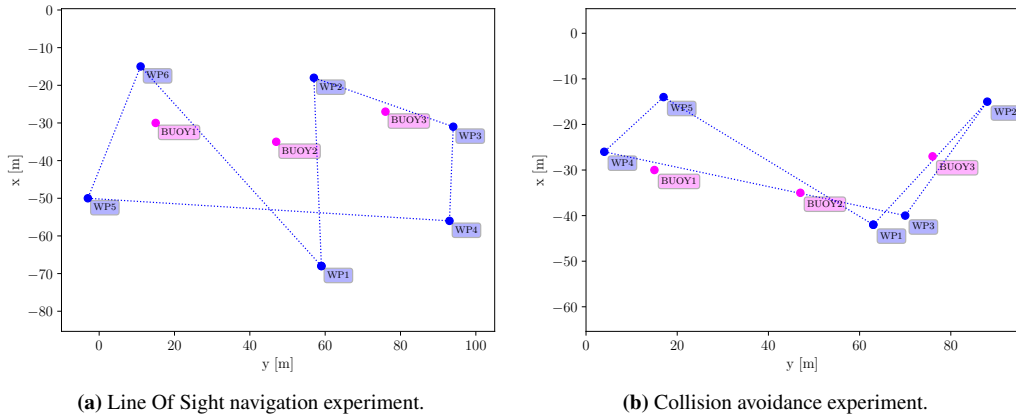 0
−10
−20
−30
−40
−50
−60
−70
−80
x [m]
0 20 40 60 80 100
y [m]
WP6
WP2
BUOY1
BUOY3
WP3
BUOY2
WP5
WP4
WP1
(a) Line Of Sight navigation experiment.
0
−10
−20
−30
−40
−50
−60
x [m]
0 20 40 60 80
y [m]
WP5
WP2
WP4
BUOY3
BUOY1
BUOY2
WP1
WP3
(b) Collision avoidance experiment.